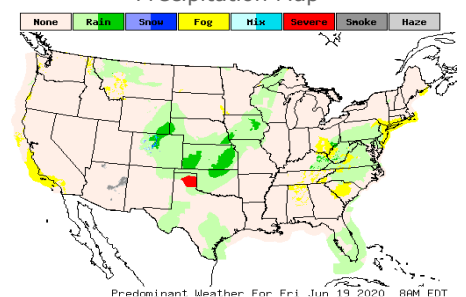 Precipitation Map
None Rain Snow Fog Mix Severe Smoke Haze
Predominant Weather For Fri Jun 19 2020 8AM EDT